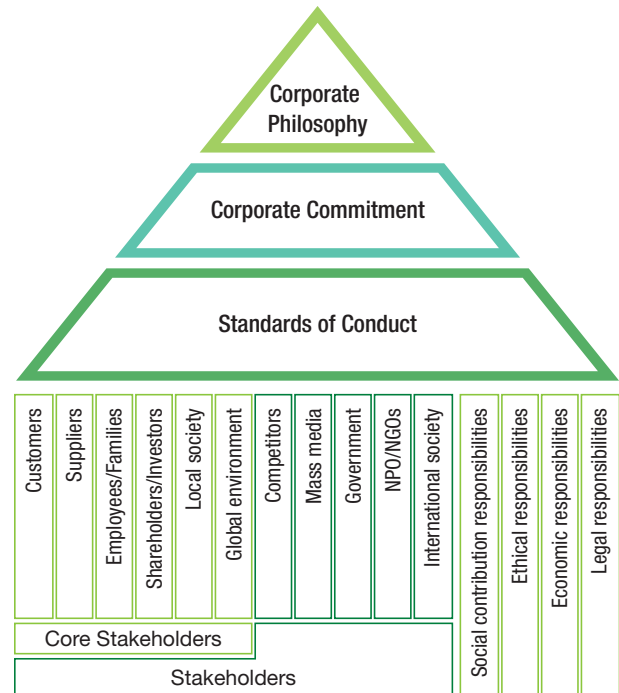 Corporate
Philosophy
Corporate Commitment
Standards of Conduct
Customers
Suppliers
Employees/Families
Shareholders/Investors
Local society
Global environment
Competitors
Mass media
Government
NPO/NGOs
International society
Social contribution responsibilities
Ethical responsibilities
Economic responsibilities
Legal responsibilities
Core Stakeholders
Stakeholders